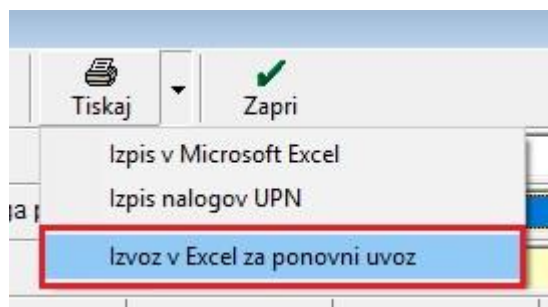 Tiskaj
Zapri
Izpis v Microsoft Excel
Izpis nalogov UPN
Izvoz v Excel za ponovni uvoz